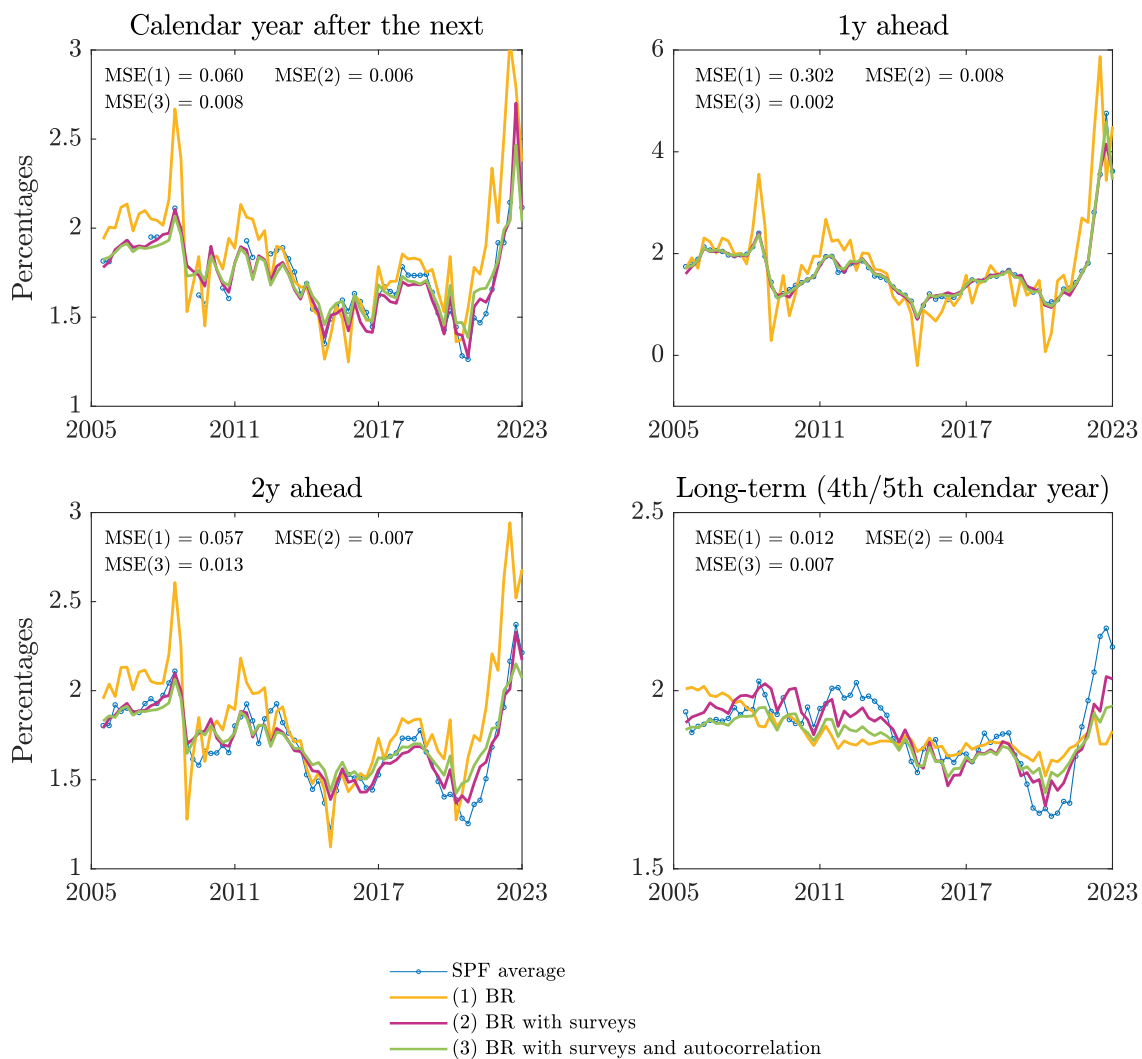 Calendar year after the next
MSE(1) = 0.060 MSE(2) = 0.006
MSE(3) = 0.008
Percentages
3
2.5
2
1.5
1
2005 2011 2017 2023
1y ahead
MSE(1) = 0.302 MSE(2) = 0.008
MSE(3) = 0.002
6
4
2
0
2005 2011 2017 2023
2y ahead
MSE(1) = 0.057 MSE(2) = 0.007
MSE(3) = 0.013
Percentages
3
2.5
2
1.5
1
2005 2011 2017 2023
Long-term (4th/5th calendar year)
MSE(1) = 0.012 MSE(2) = 0.004
MSE(3) = 0.007
2.5
2
1.5
2005 2011 2017 2023
SPF average
(1) BR
(2) BR with surveys
(3) BR with surveys and autocorrelation